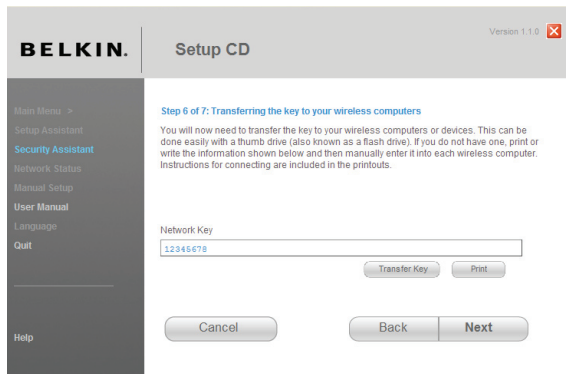 Version 1.1.0
BELKIN.
Setup CD
Main Menu >
Setup Assistant
Security Assistant
Network Status
Manual Setup
User Manual
Language
Quit
Help
Step 6 of 7: Transferring the key to your wireless computers
You will now need to transfer the key to your wireless computers or devices. This can be
done easily with a thumb drive (also known as a flash drive). If you do not have one, print or
write the information shown below and then manually enter it into each wireless computer.
Instructions for connecting are included in the printouts.
Network Key
12345678
Transfer Key
Print
Cancel
Back
Next